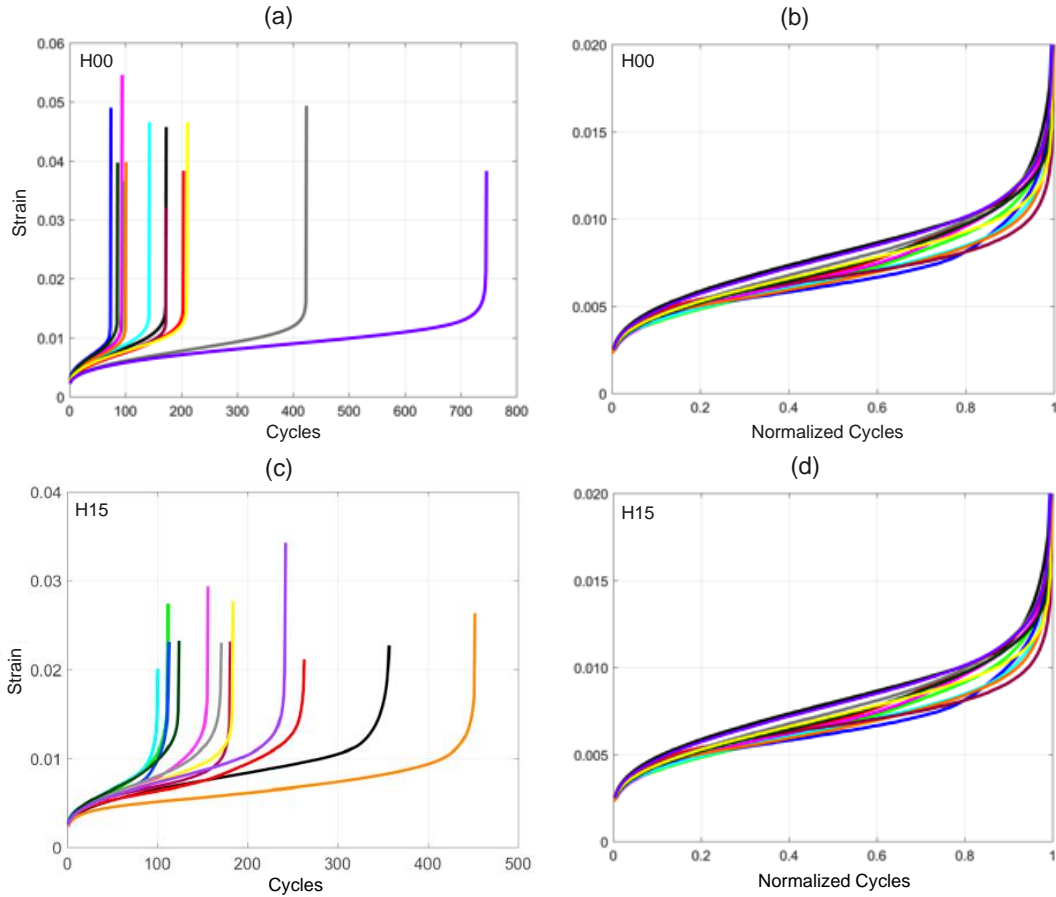 (a)
H00
0.06
0.05
0.04
0.03
0.02
0.01
0
Strain
0 100 200 300 400 500 600 700 800
Cycles
(b)
H00
0.020
0.015
0.010
0.005
0
0 0.2 0.4 0.6 0.8 1
Normalized Cycles
(c)
H15
0.04
0.03
0.02
0.01
0
Strain
0 100 200 300 400 500
Cycles
(d)
H15
0.020
0.015
0.010
0.005
0
0 0.2 0.4 0.6 0.8 1
Normalized Cycles